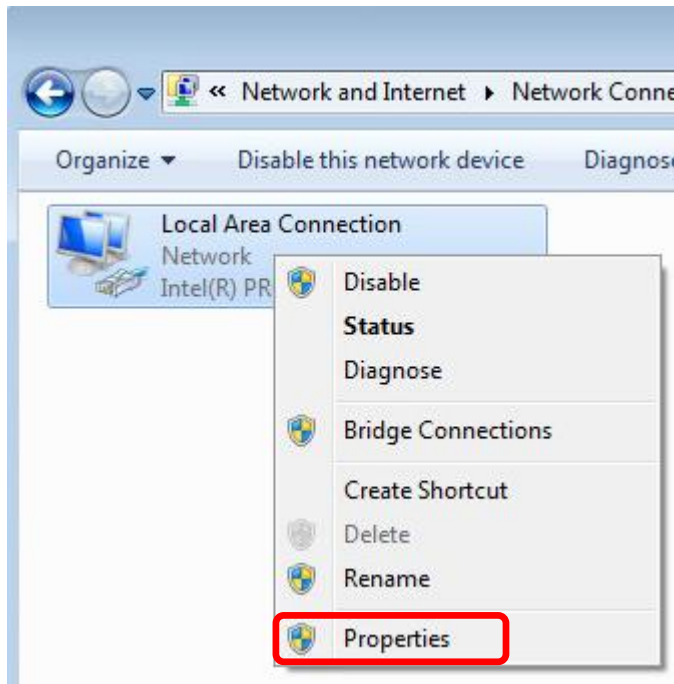 « Network and Internet ▸ Network Conne
Organize ▾ Disable this network device Diagnose
Local Area Connection
Network
Intel(R) PR
Disable
Status
Diagnose
Bridge Connections
Create Shortcut
Delete
Rename
Properties